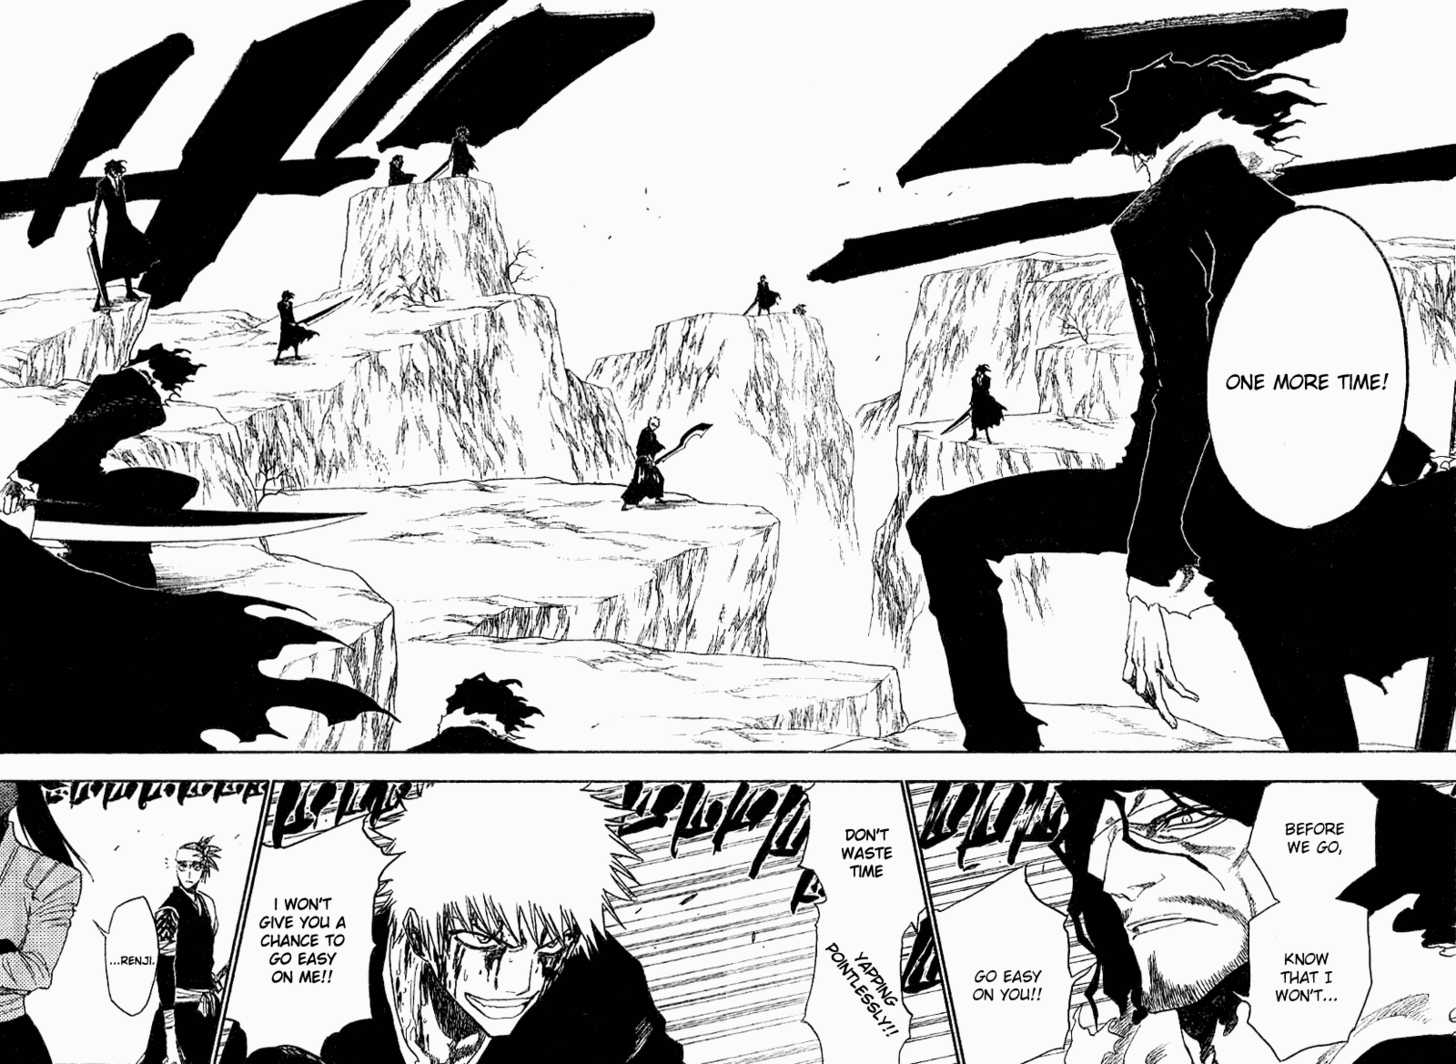 ONE MORE TIME!
BEFORE
WE GO,
KNOW
THAT I
WON'T...
GO EASY
ON YOU!!
DON'T
WASTE
TIME
YAPPING
POINTLESSLY!!
I WON'T
GIVE YOU A
CHANCE TO
GO EASY
ON ME!!
...RENJI.